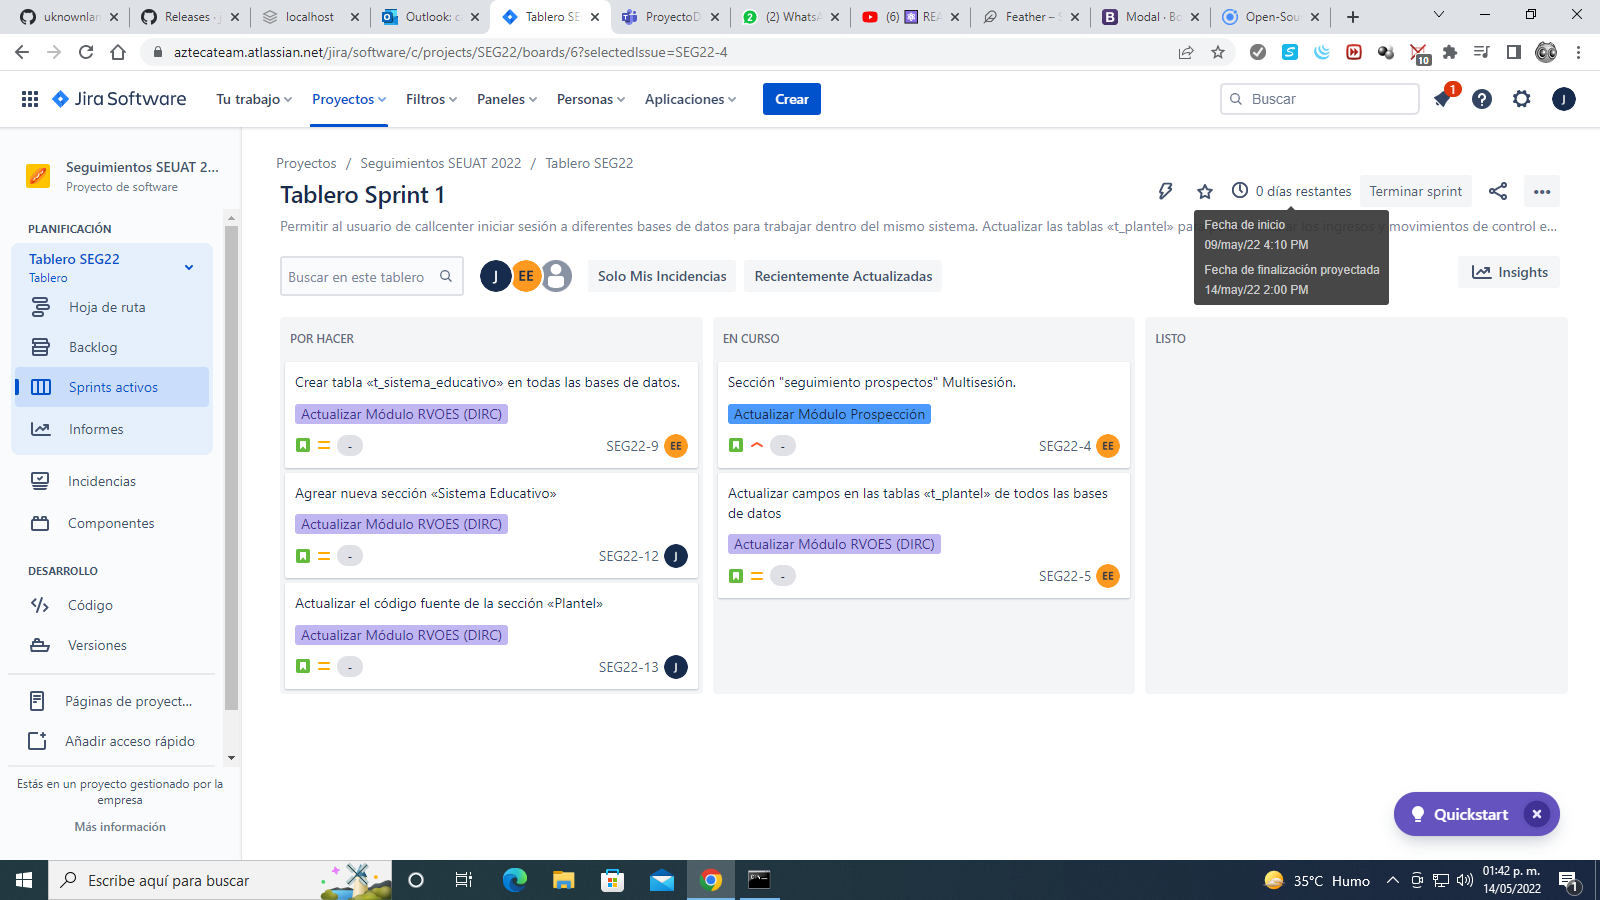 uknownlan
Releases · j
localhost
Outlook: c
Tablero SE
ProyectoD
(2) WhatsA
(6) REA
Feather – S
Modal · Bo
Open-Sou
aztecateam.atlassian.net/jira/software/c/projects/SEG22/boards/6?selectedIssue=SEG22-4
10
Jira Software
Tu trabajo
Proyectos
Filtros
Paneles
Personas
Aplicaciones
Crear
Buscar
1
J
Seguimientos SEUAT 2...
Proyecto de software
PLANIFICACIÓN
Tablero SEG22
Tablero
Hoja de ruta
Backlog
Sprints activos
Informes
Incidencias
Componentes
DESARROLLO
Código
Versiones
Páginas de proyect...
Añadir acceso rápido
Estás en un proyecto gestionado por la
empresa
Más información
Proyectos / Seguimientos SEUAT 2022 / Tablero SEG22
Tablero Sprint 1
0 días restantes
Terminar sprint
Permitir al usuario de callcenter iniciar sesión a diferentes bases de datos para trabajar dentro del mismo sistema. Actualizar las tablas «t_plantel» pa
los ingresos y movimientos de control e...
Fecha de inicio
09/may/22 4:10 PM
Fecha de finalización proyectada
14/may/22 2:00 PM
Buscar en este tablero
J
EE
Solo Mis Incidencias
Recientemente Actualizadas
Insights
POR HACER
Crear tabla «t_sistema_educativo» en todas las bases de datos.
Actualizar Módulo RVOES (DIRC)
-
SEG22-9
EE
Agrear nueva sección «Sistema Educativo»
Actualizar Módulo RVOES (DIRC)
-
SEG22-12
J
Actualizar el código fuente de la sección «Plantel»
Actualizar Módulo RVOES (DIRC)
-
SEG22-13
J
EN CURSO
Sección "seguimiento prospectos" Multisesión.
Actualizar Módulo Prospección
-
SEG22-4
EE
Actualizar campos en las tablas «t_plantel» de todos las bases
de datos
Actualizar Módulo RVOES (DIRC)
-
SEG22-5
EE
LISTO
Quickstart
Escribe aquí para buscar
35°C Humo
01:42 p. m.
14/05/2022
1